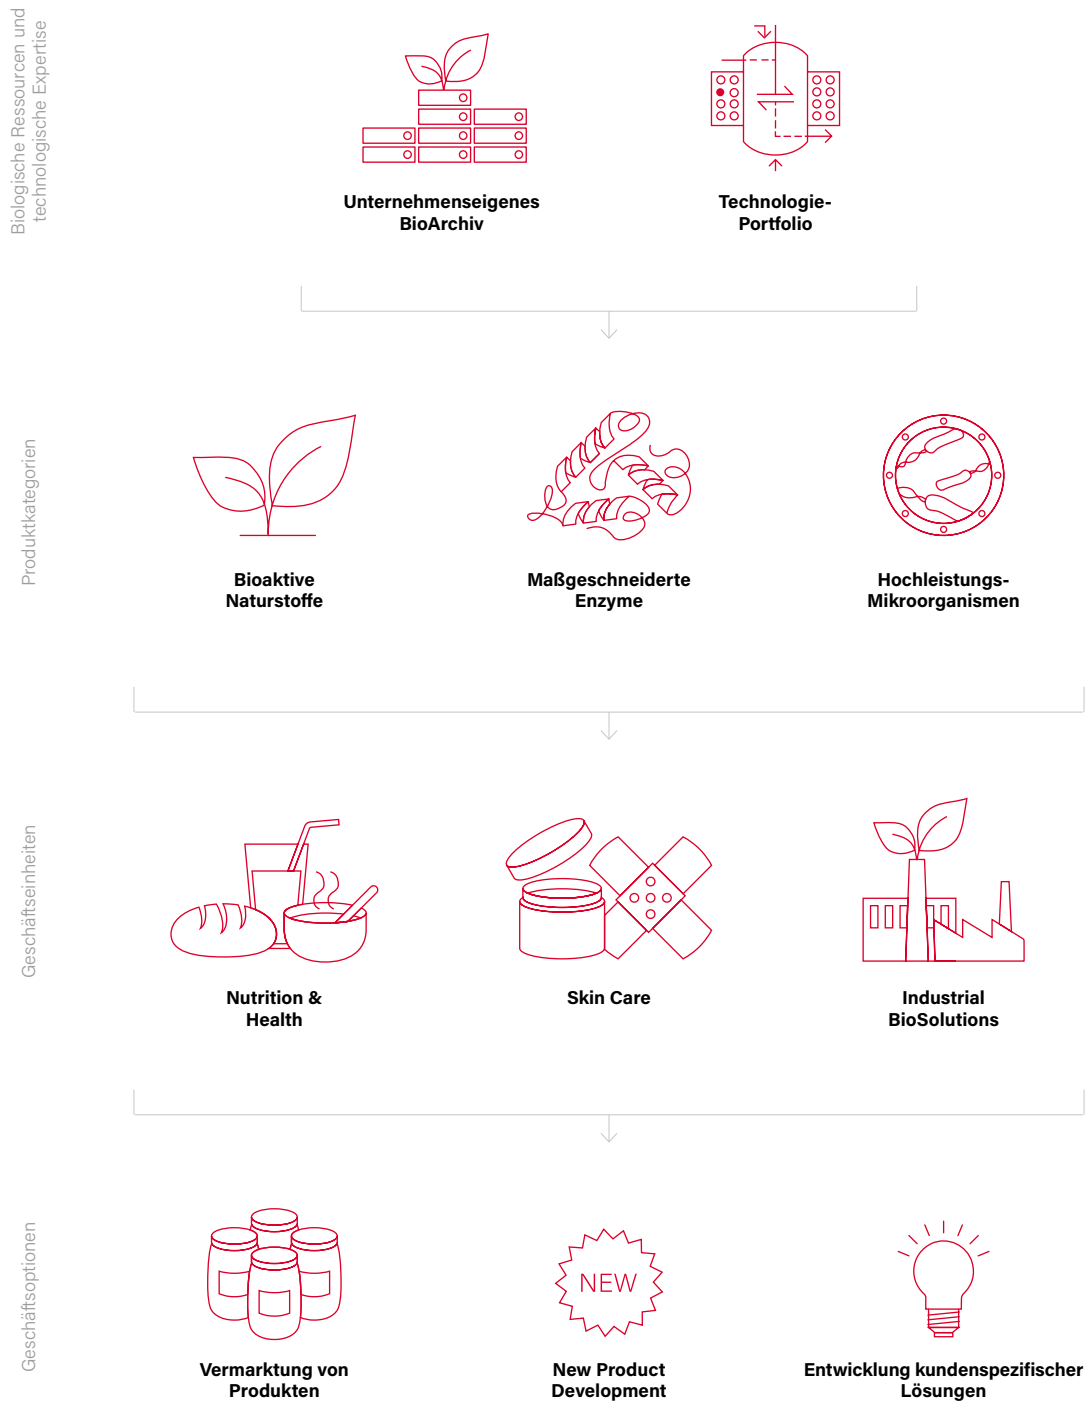 Biologische Ressourcen und
technologische Expertise
Unternehmenseigenes
BioArchiv
Technologie-
Portfolio
Produktkategorien
Bioaktive
Naturstoffe
Maßgeschneiderte
Enzyme
Hochleistungs-
Mikroorganismen
Geschäftseinheiten
Nutrition &
Health
Skin Care
Industrial
BioSolutions
Geschäftsoptionen
NEW
Vermarktung von
Produkten
New Product
Development
Entwicklung kundenspezifischer
Lösungen